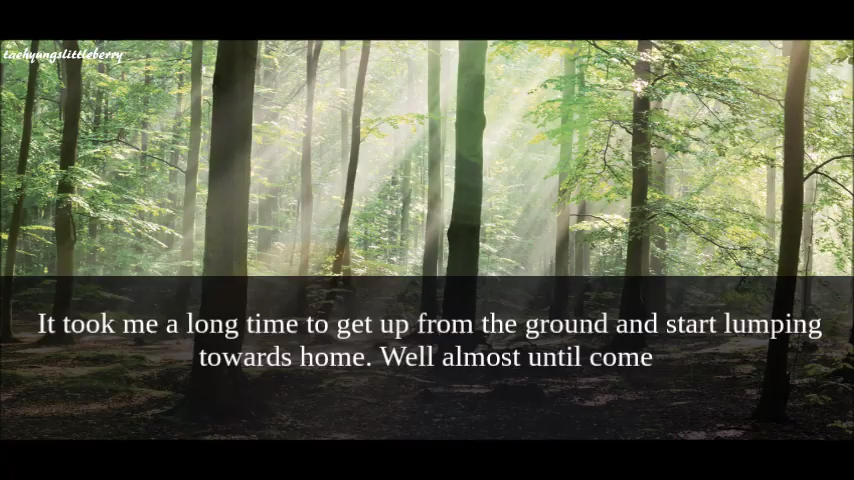 taehyungslittleberry
It took me a long time to get up from the ground and start lumping
towards home. Well almost until come